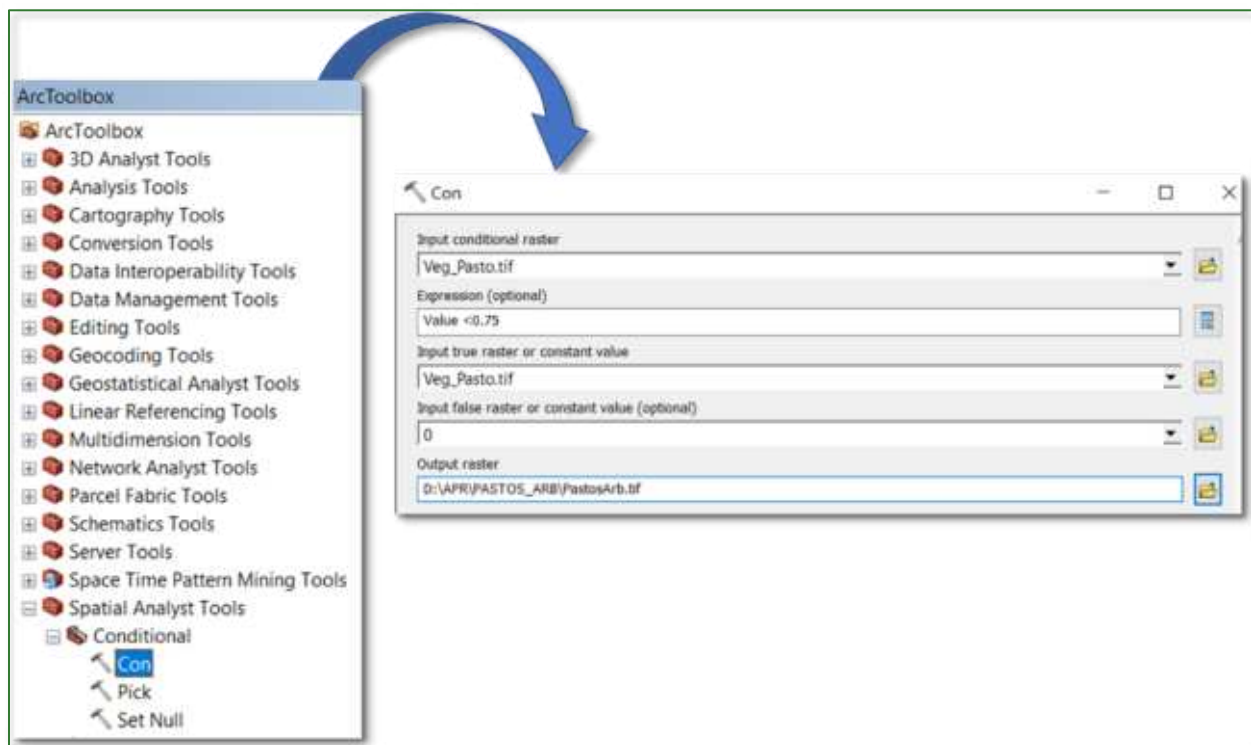 ArcToolbox
ArcToolbox
3D Analyst Tools
Analysis Tools
Cartography Tools
Conversion Tools
Data Interoperability Tools
Data Management Tools
Editing Tools
Geocoding Tools
Geostatistical Analyst Tools
Linear Referencing Tools
Multidimension Tools
Network Analyst Tools
Parcel Fabric Tools
Schematics Tools
Server Tools
Space Time Pattern Mining Tools
Spatial Analyst Tools
Conditional
Con
Pick
Set Null
Con
Input conditional raster
Veg_Pasto.tif
Expression (optional)
Value <0.75
Input true raster or constant value
Veg_Pasto.tif
Input false raster or constant value (optional)
0
Output raster
D:\APR\PASTOS_ARB\PastosArb.tif